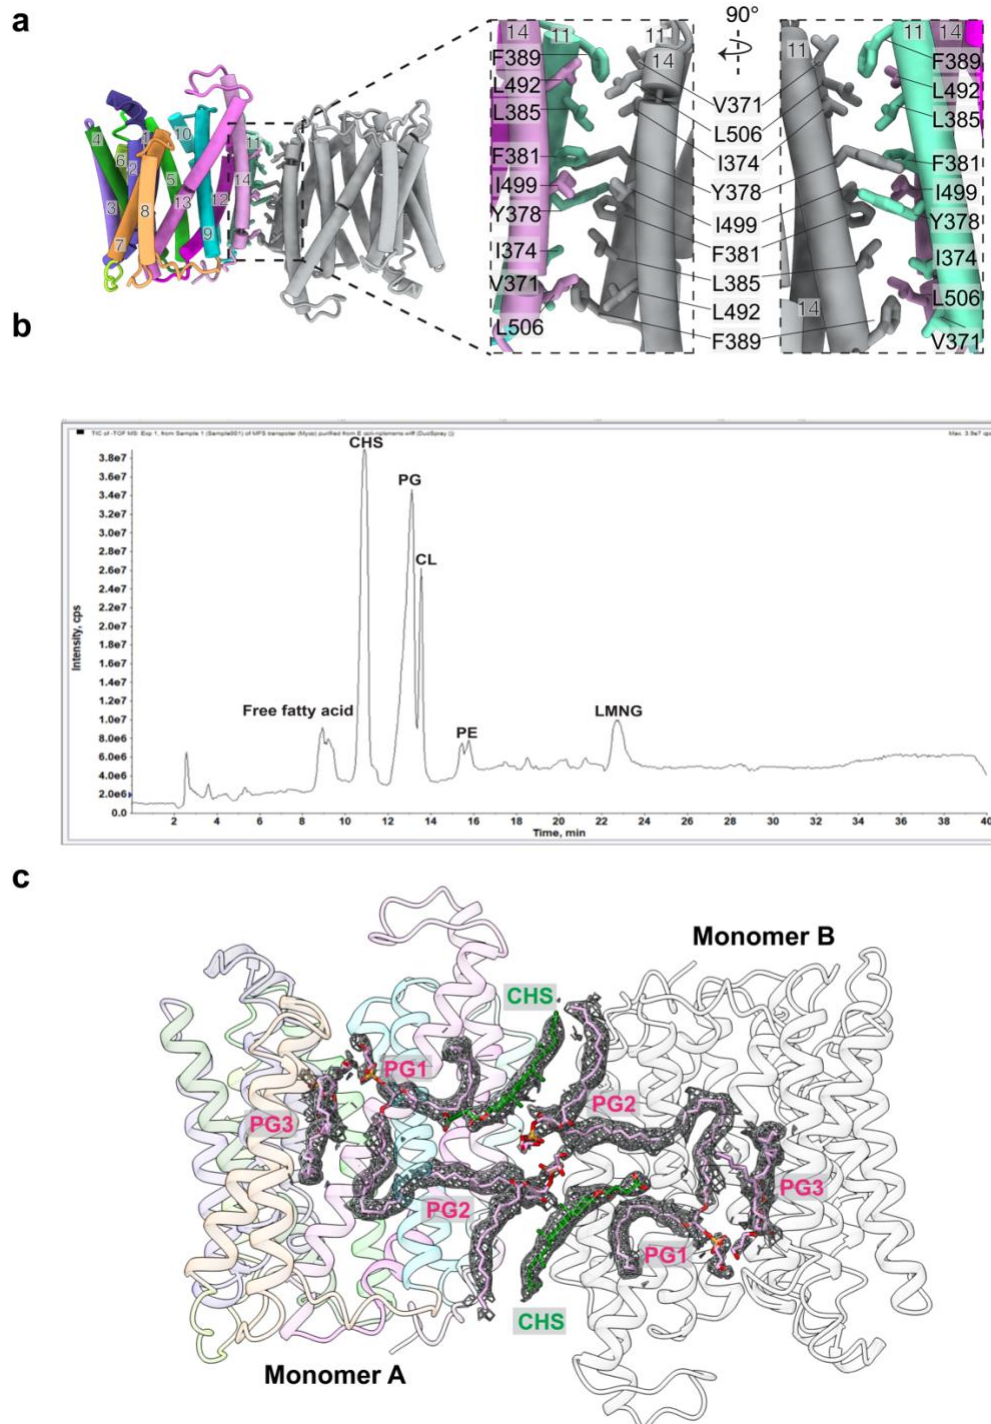 a
4
6
1
2
10
11
5
14
3
8
13
12
7
9
14
11
F389
L492
L385
F381
I499
Y378
I374
V371
L506
11
14
90°
V371
L506
I374
Y378
I499
F381
L385
L492
F389
11
11
14
F389
L492
L385
F381
I499
Y378
I374
L506
V371
14
b
Intensity, cps
3.8e7
3.6e7
3.4e7
3.2e7
3.0e7
2.8e7
2.6e7
2.4e7
2.2e7
2.0e7
1.8e7
1.6e7
1.4e7
1.2e7
1.0e7
8.0e6
6.0e6
4.0e6
2.0e6
0.0
CHS
PG
CL
Free fatty acid
PE
LMNG
2 4 6 8 10 12 14 16 18 20 22 24 26 28 30 32 34 36 38 40
Time, min
c
Monomer B
CHS
PG1
PG2
PG3
PG3
PG2
PG1
CHS
Monomer A